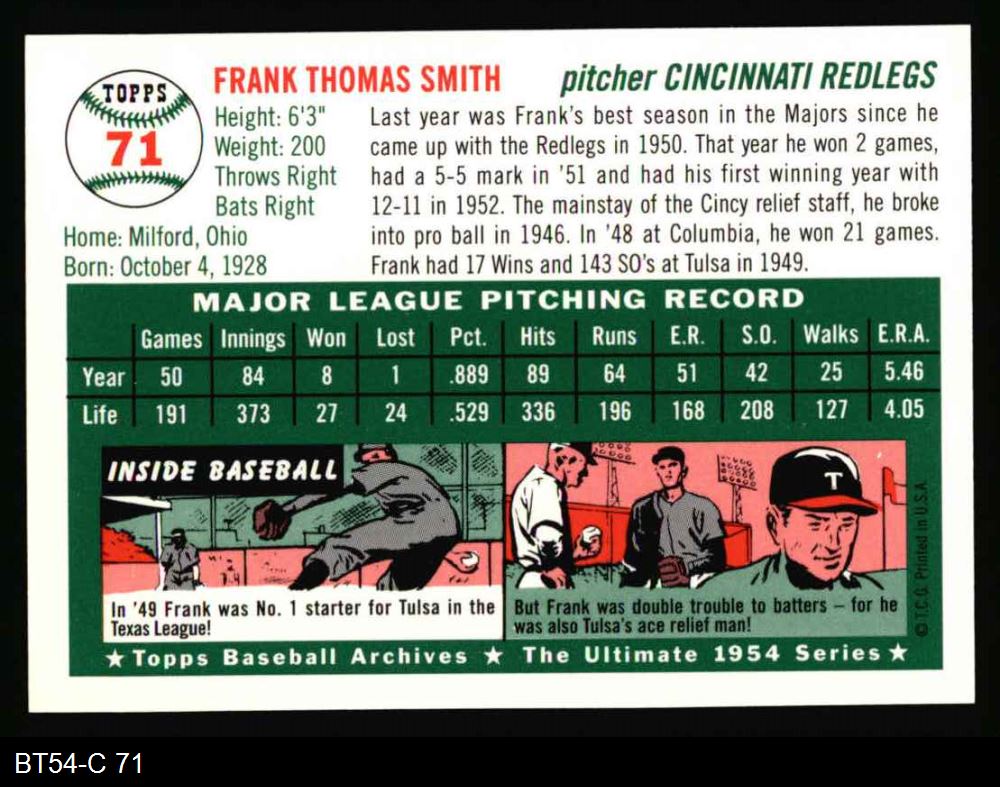 TOPPS
71
FRANK THOMAS SMITH
pitcher CINCINNATI REDLEGS
Height: 6'3"
Weight: 200
Throws Right
Bats Right
Home: Milford, Ohio
Born: October 4, 1928
Last year was Frank's best season in the Majors since he
came up with the Redlegs in 1950. That year he won 2 games,
had a 5-5 mark in '51 and had his first winning year with
12-11 in 1952. The mainstay of the Cincy relief staff, he broke
into pro ball in 1946. In '48 at Columbia, he won 21 games.
Frank had 17 Wins and 143 SO's at Tulsa in 1949.
MAJOR LEAGUE PITCHING RECORD
Games Innings Won Lost Pct. Hits Runs E.R. S.O. Walks E.R.A.
Year 50 84 8 1 .889 89 64 51 42 25 5.46
Life 191 373 27 24 .529 336 196 168 208 127 4.05
INSIDE BASEBALL
In '49 Frank was No. 1 starter for Tulsa in the
Texas League!
T
But Frank was double trouble to batters – for he
was also Tulsa's ace relief man!
© T.C.G. Printed in U.S.A.
★ Topps Baseball Archives ★ The Ultimate 1954 Series ★
BT54-C 71